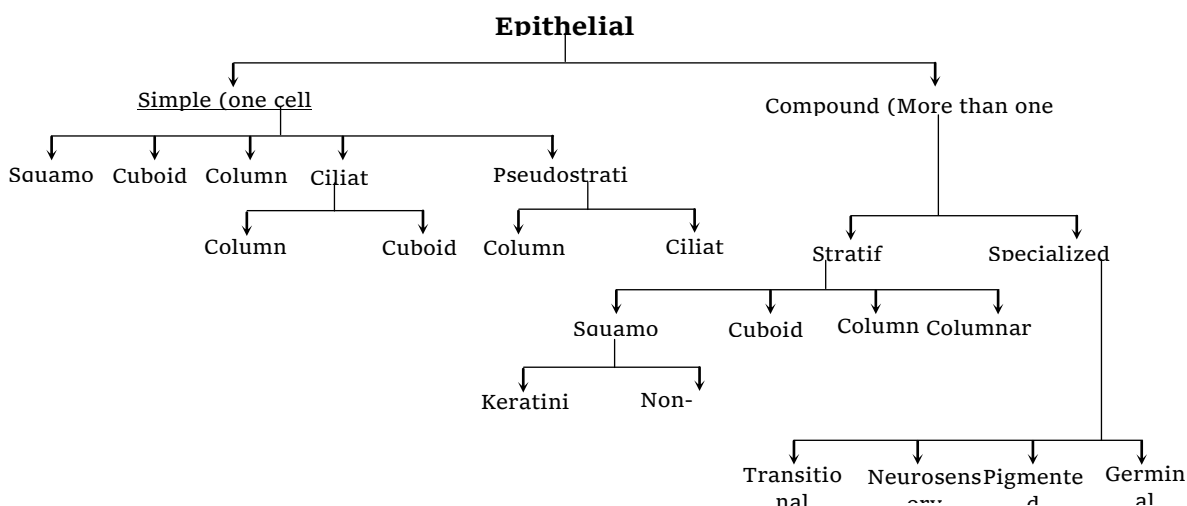 Epithelial
Simple (one cell
Compound (More than one
Squamo Cuboid Column Ciliat Pseudostrati
Column Cuboid Column Ciliat
Stratif Specialized
Squamo Cuboid Column Columnar
Keratini Non-
Transitio Neurosens Pigmente Germin
nal ory d al